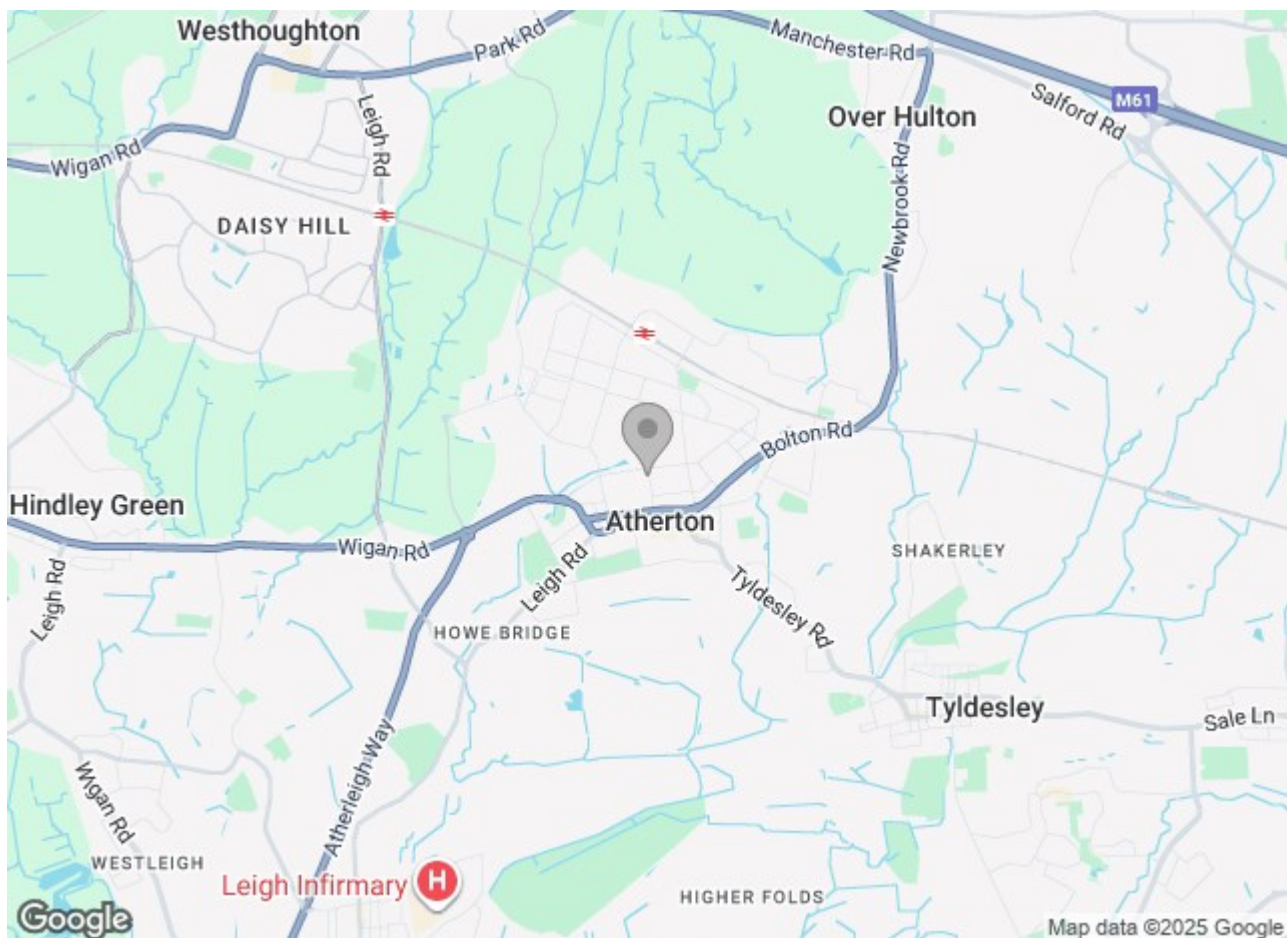 Westhoughton
Park Rd
Manchester Rd
M61
Salford Rd
Over Hulton
Wigan Rd
Leigh Rd
DAISY HILL
Newbrook Rd
Bolton Rd
Hindley Green
Atherton
Wigan Rd
SHAKERLEY
Leigh Rd
Leigh Rd
Tyldesley Rd
HOWE BRIDGE
Tyldesley
Sale Ln
Atherleigh Way
Wigan Rd
WESTLEIGH
Leigh Infirmary
H
HIGHER FOLDS
Google
Map data ©2025 Google